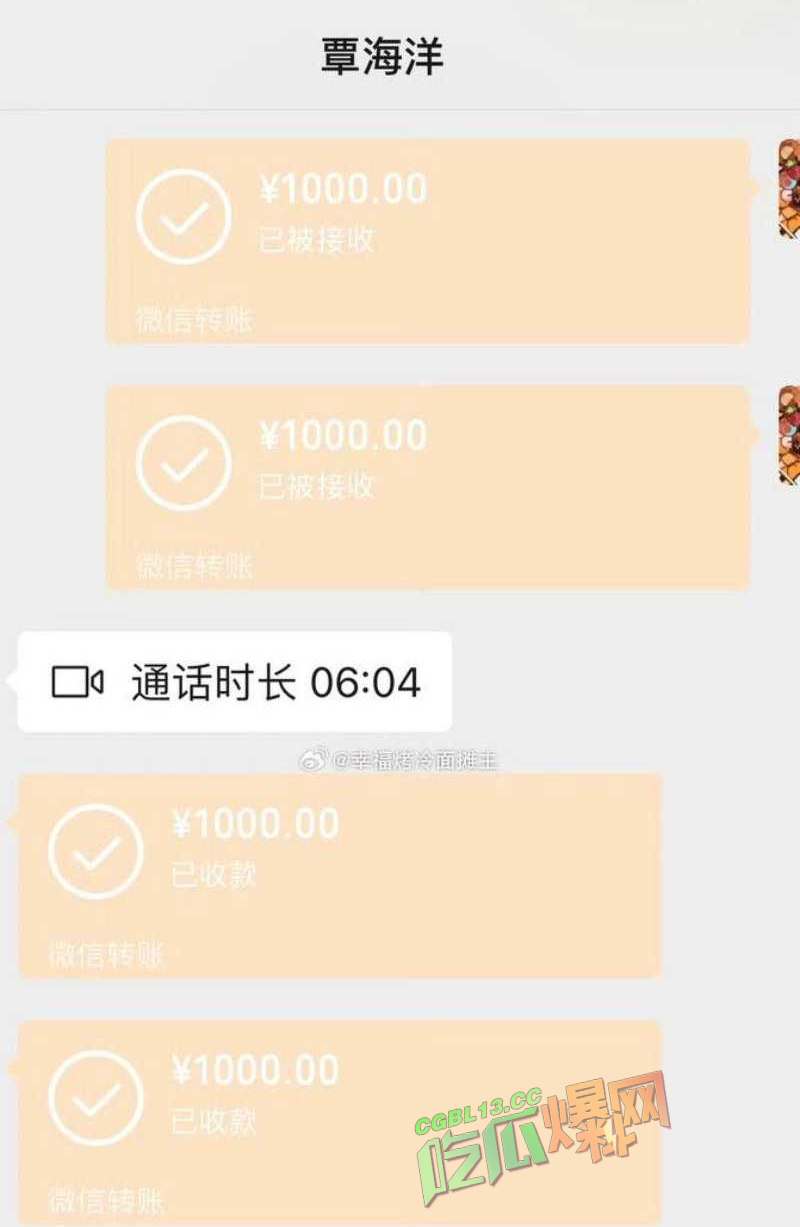 覃海洋
¥1000.00
已被接收
微信转账
¥1000.00
已被接收
微信转账
通话时长 06:04
@幸福烤冷面摊主
¥1000.00
已收款
微信转账
¥1000.00
已收款
微信转账
CGBL13.CC
吃瓜爆料网